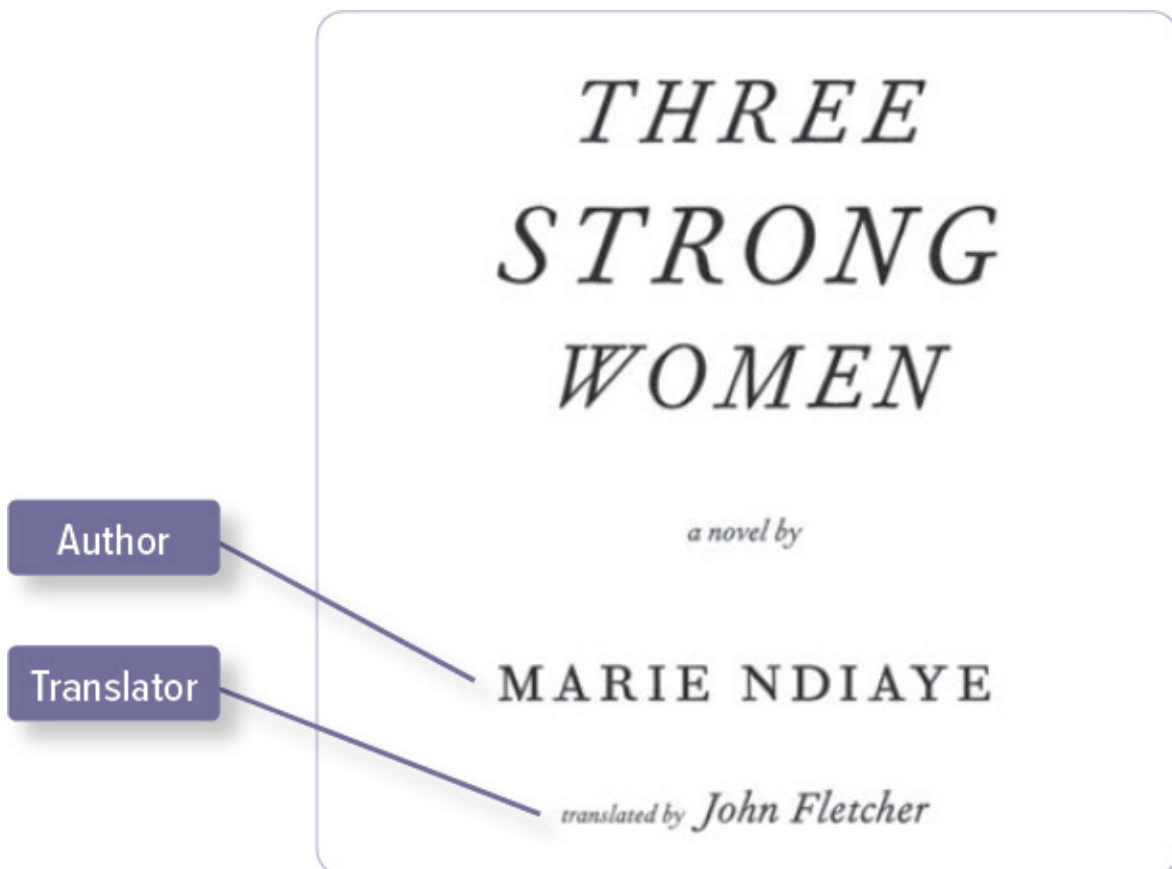 THREE
STRONG
WOMEN
a novel by
Author
MARIE NDIAYE
Translator
translated by John Fletcher